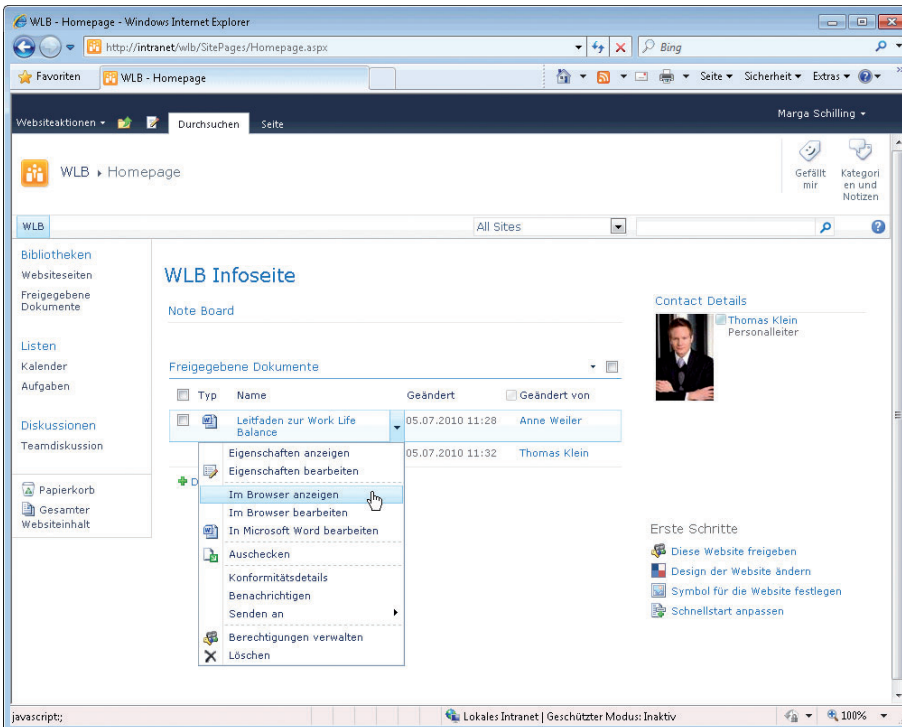 WLB - Homepage - Windows Internet Explorer
http://intranet/wlb/SitePages/Homepage.aspx
Bing
Favoriten
WLB - Homepage
Seite
Sicherheit
Extras
Websiteaktionen
Durchsuchen
Seite
Marga Schilling
WLB
Homepage
Gefällt
mir
Kategori
en und
Notizen
WLB
All Sites
Bibliotheken
Websiteseiten
Freigegebene
Dokumente
Listen
Kalender
Aufgaben
Diskussionen
Teamdiskussion
Papierkorb
Gesamter
Websiteinhalt
WLB Infoseite
Note Board
Freigegebene Dokumente
Typ Name Geändert Geändert von
Leitfaden zur Work Life
Balance
05.07.2010 11:28 Anne Weiler
05.07.2010 11:32 Thomas Klein
D
Eigenschaften anzeigen
Eigenschaften bearbeiten
Im Browser anzeigen
Im Browser bearbeiten
In Microsoft Word bearbeiten
Auschecken
Konformitätsdetails
Benachrichtigen
Senden an
Berechtigungen verwalten
Löschen
Contact Details
Thomas Klein
Personalleiter
Erste Schritte
Diese Website freigeben
Design der Website ändern
Symbol für die Website festlegen
Schnellstart anpassen
javascript:;
Lokales Intranet | Geschützter Modus: Inaktiv
100%